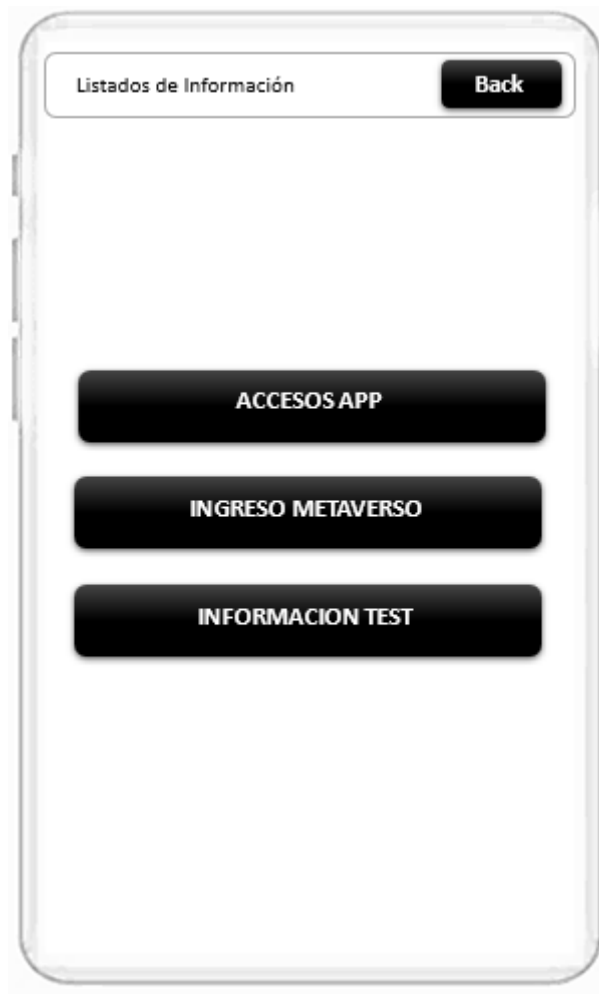 Listados de Información
Back
ACCESOS APP
INGRESO METAVERSO
INFORMACION TEST